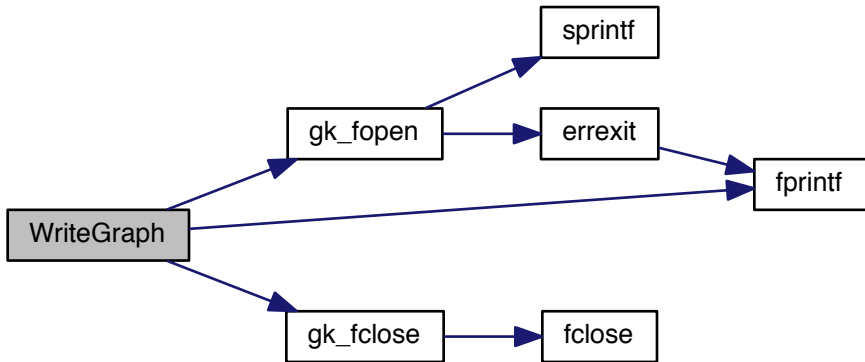 sprintf
gk_fopen
errexit
fprintf
WriteGraph
gk_fclose
fclose